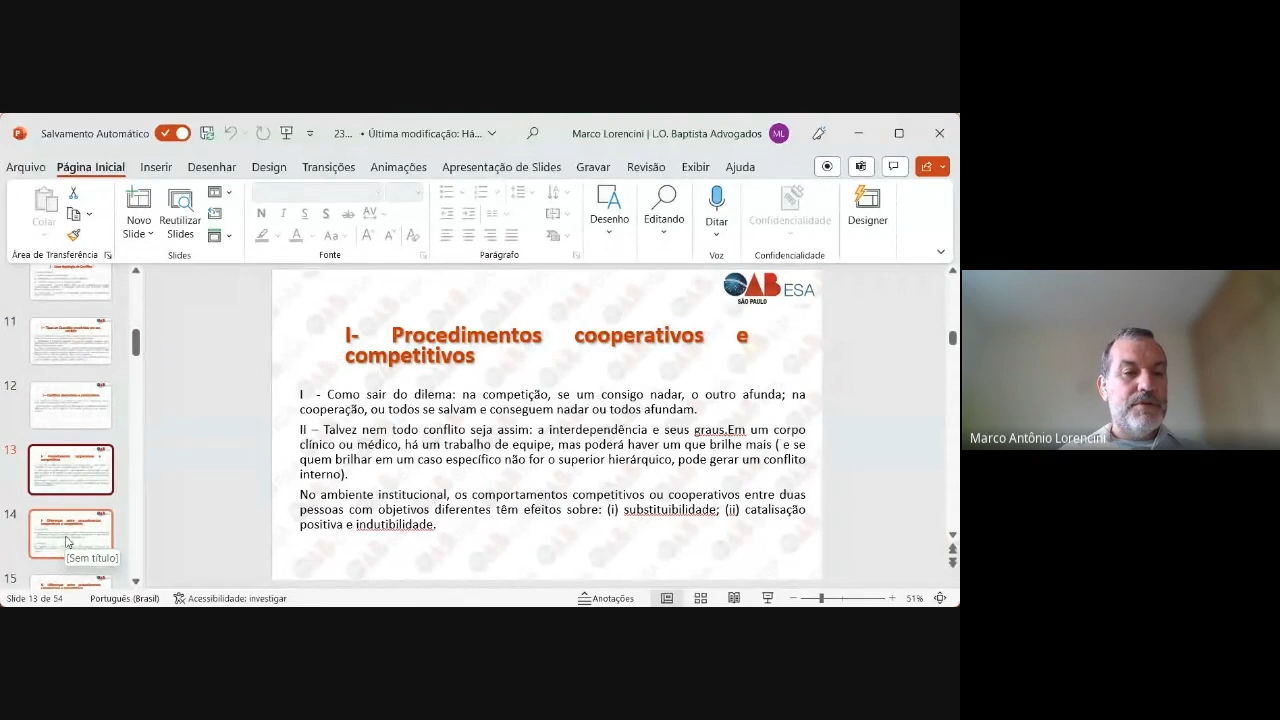 Salvamento Automático
23... • Última modificação: Há...
Marco Lorencini | L.O. Baptista Advogados
ML
Arquivo
Página Inicial
Inserir
Desenhar
Design
Transições
Animações
Apresentação de Slides
Gravar
Revisão
Exibir
Ajuda
Colar
Novo Slide
Reutilizar Slides
Desenho
Editando
Ditar
Confidencialidade
Designer
Área de Transferência
Slides
Fonte
Parágrafo
Voz
Confidencialidade
OAB ESA
SÃO PAULO
I- Procedimentos cooperativos e
competitivos
I – Como sair do dilema: na competição, se um consigo nadar, o outro afunda; na
cooperação, ou todos se salvam e conseguem nadar ou todos afundam.
II – Talvez nem todo conflito seja assim: a interdependência e seus graus.Em um corpo
clínico ou médico, há um trabalho de equipe, mas poderá haver um que brilhe mais ( e se
quem brilhar em um caso específico não for o superior hierárquico, pode gerar conflito
interno).
No ambiente institucional, os comportamentos competitivos ou cooperativos entre duas
pessoas com objetivos diferentes têm efeitos sobre: (i) substituibilidade; (ii) catalisação
positiva e indutibilidade.
11
12
13
14
[Sem título]
15
Marco Antônio Lorencini
Slide 13 de 54
Português (Brasil)
Acessibilidade: investigar
Anotações
51%